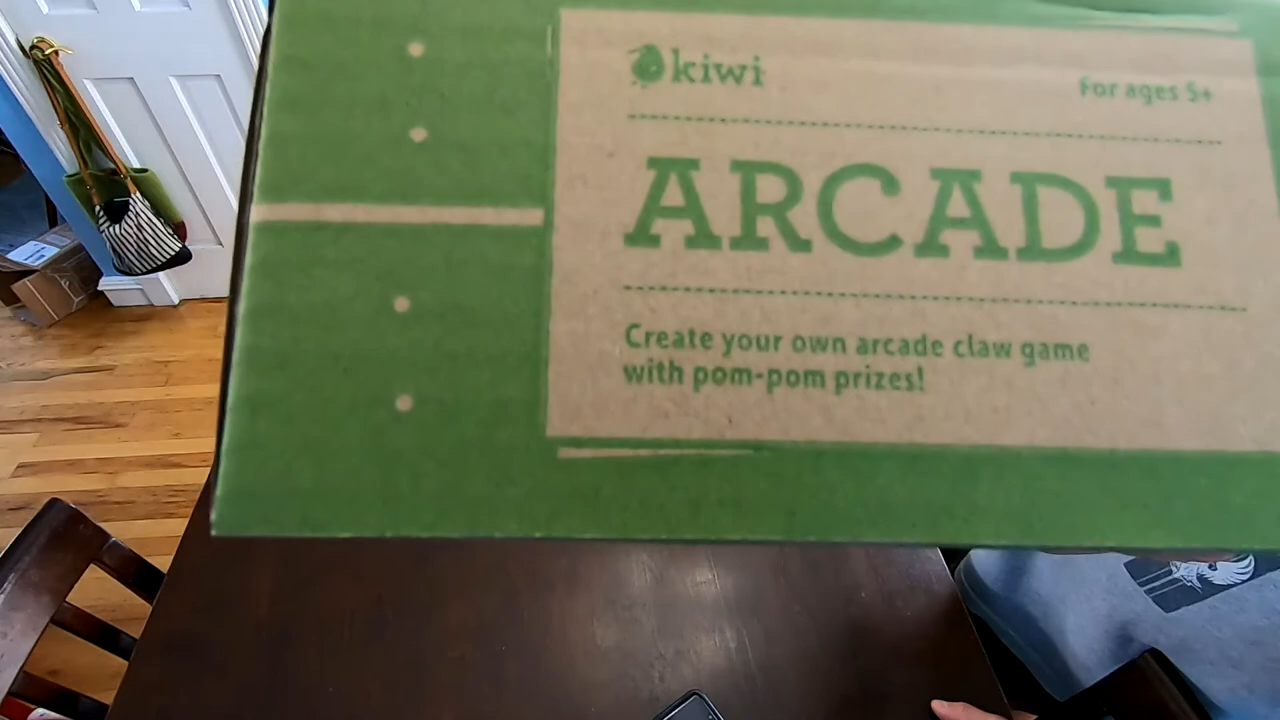 kiwi
For ages 5+
ARCADE
Create your own arcade claw game
with pom-pom prizes!